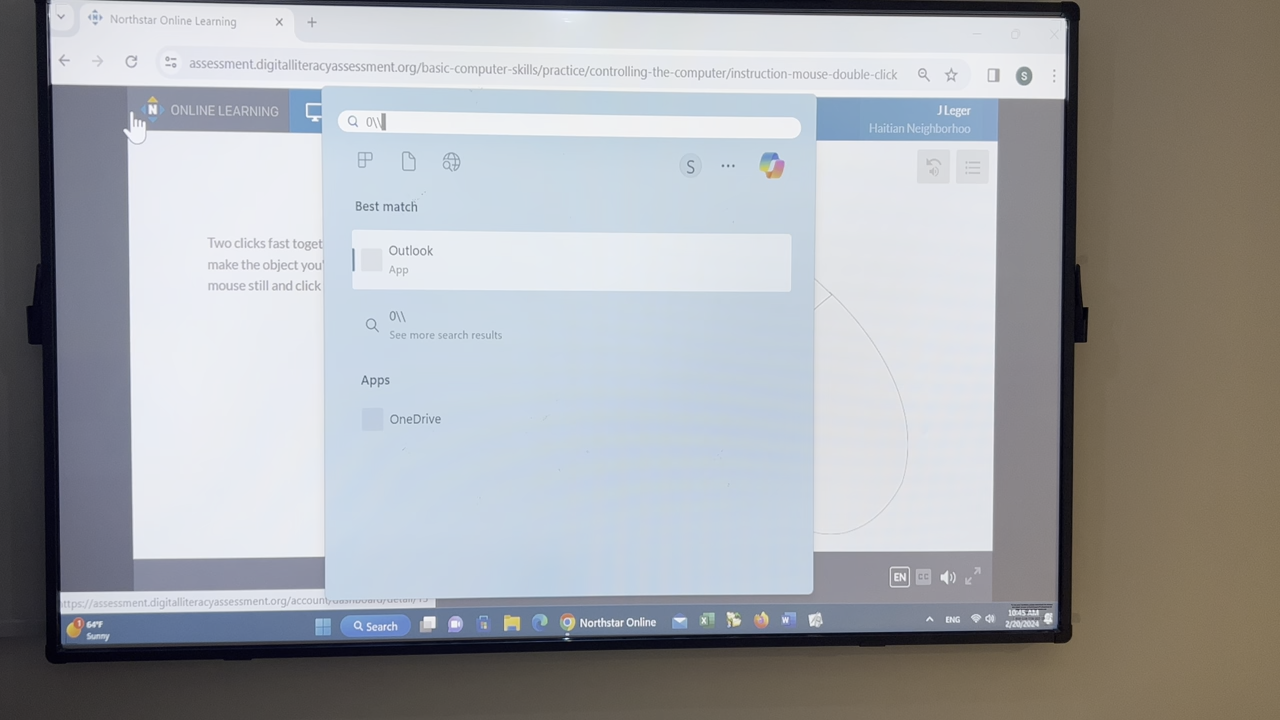 Northstar Online Learning
assessment.digitalliteracyassessment.org/basic-computer-skills/practice/controlling-the-computer/instruction-mouse-double-click
S
N ONLINE LEARNING
J Leger
Haitian Neighborhoo
0\\
S
Best match
Two clicks fast toget
make the object you'
mouse still and click
Outlook
App
0\\
See more search results
Apps
OneDrive
EN
CC
https://assessment.digitalliteracyassessment.org/account/dashboard/detail/
1
64°F
Sunny
Search
Northstar Online
ENG
10:45 AM
2/20/2024